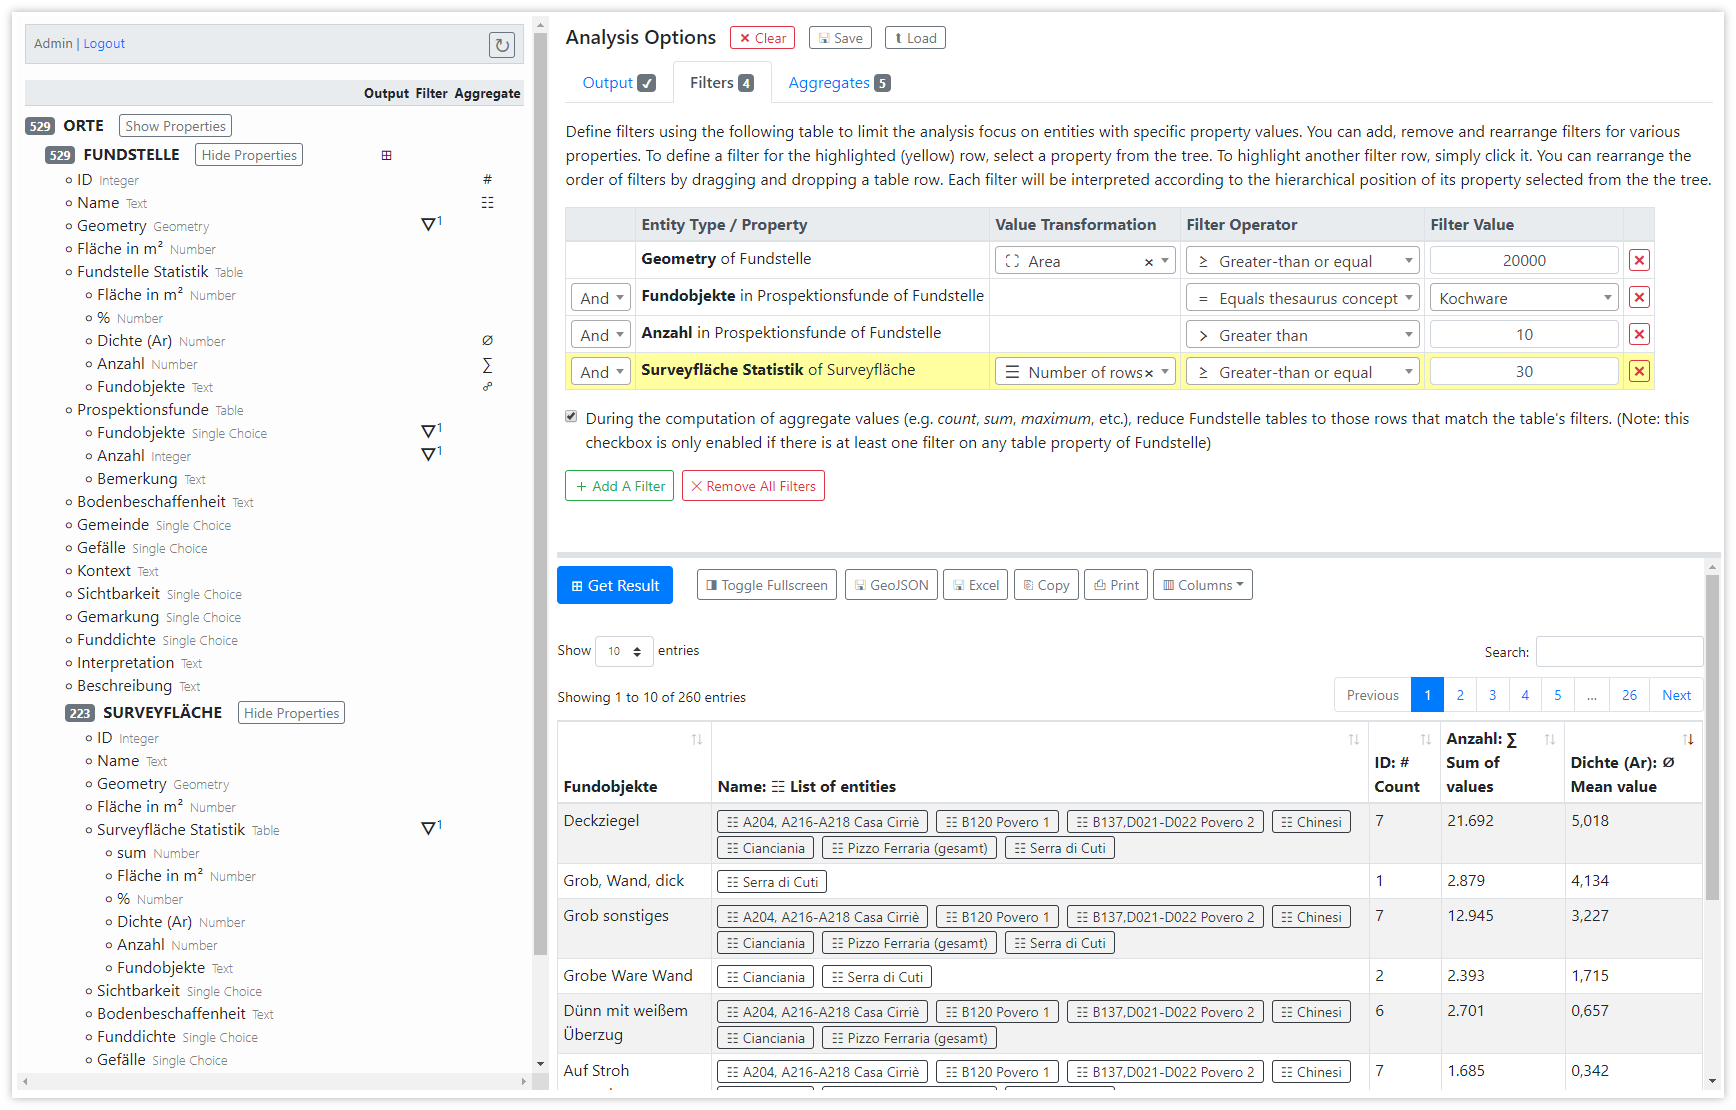 Admin | Logout
Output Filter Aggregate
529 ORTE Show Properties
529 FUNDSTELLE Hide Properties
ID Integer #
Name Text
Geometry Geometry 1
Fläche in m² Number
Fundstelle Statistik Table
Fläche in m² Number
% Number
Dichte (Ar) Number Ø
Anzahl Number ∑
Fundobjekte Text
Prospektionsfunde Table
Fundobjekte Single Choice 1
Anzahl Integer 1
Bemerkung Text
Bodenbeschaffenheit Text
Gemeinde Single Choice
Gefälle Single Choice
Kontext Text
Sichtbarkeit Single Choice
Gemarkung Single Choice
Funddichte Single Choice
Interpretation Text
Beschreibung Text
223 SURVEYFLÄCHE Hide Properties
ID Integer
Name Text
Geometry Geometry
Fläche in m² Number
Surveyfläche Statistik Table 1
sum Number
Fläche in m² Number
% Number
Dichte (Ar) Number
Anzahl Number
Fundobjekte Text
Sichtbarkeit Single Choice
Bodenbeschaffenheit Text
Funddichte Single Choice
Gefälle Single Choice
Analysis Options × Clear Save Load
Output ✓ Filters 4 Aggregates 5
Define filters using the following table to limit the analysis focus on entities with specific property values. You can add, remove and rearrange filters for various
properties. To define a filter for the highlighted (yellow) row, select a property from the tree. To highlight another filter row, simply click it. You can rearrange the
order of filters by dragging and dropping a table row. Each filter will be interpreted according to the hierarchical position of its property selected from the the tree.
Entity Type / Property Value Transformation Filter Operator Filter Value
Geometry of Fundstelle Area × ≥ Greater-than or equal 20000 ×
And Fundobjekte in Prospektionsfunde of Fundstelle = Equals thesaurus concept Kochware ×
And Anzahl in Prospektionsfunde of Fundstelle > Greater than 10 ×
And Surveyfläche Statistik of Surveyfläche Number of rows × ≥ Greater-than or equal 30 ×
During the computation of aggregate values (e.g. count, sum, maximum, etc.), reduce Fundstelle tables to those rows that match the table's filters. (Note: this
checkbox is only enabled if there is at least one filter on any table property of Fundstelle)
+ Add A Filter × Remove All Filters
Get Result Toggle Fullscreen GeoJSON Excel Copy Print Columns
Show 10 entries Search:
Showing 1 to 10 of 260 entries Previous 1 2 3 4 5 ... 26 Next
Fundobjekte Name: List of entities ID: # Count Anzahl: ∑ Sum of values Dichte (Ar): Ø Mean value
Deckziegel A204, A216-A218 Casa Cirriè B120 Povero 1 B137,D021-D022 Povero 2 Chinesi 7 21.692 5,018
Cianciania Pizzo Ferraria (gesamt) Serra di Cuti
Grob, Wand, dick Serra di Cuti 1 2.879 4,134
Grob sonstiges A204, A216-A218 Casa Cirriè B120 Povero 1 B137,D021-D022 Povero 2 Chinesi 7 12.945 3,227
Cianciania Pizzo Ferraria (gesamt) Serra di Cuti
Grobe Ware Wand Cianciania Serra di Cuti 2 2.393 1,715
Dünn mit weißem A204, A216-A218 Casa Cirriè B120 Povero 1 B137,D021-D022 Povero 2 Chinesi 6 2.701 0,657
Überzug Cianciania Pizzo Ferraria (gesamt)
Auf Stroh A204, A216-A218 Casa Cirriè B120 Povero 1 B137,D021-D022 Povero 2 Chinesi 7 1.685 0,342